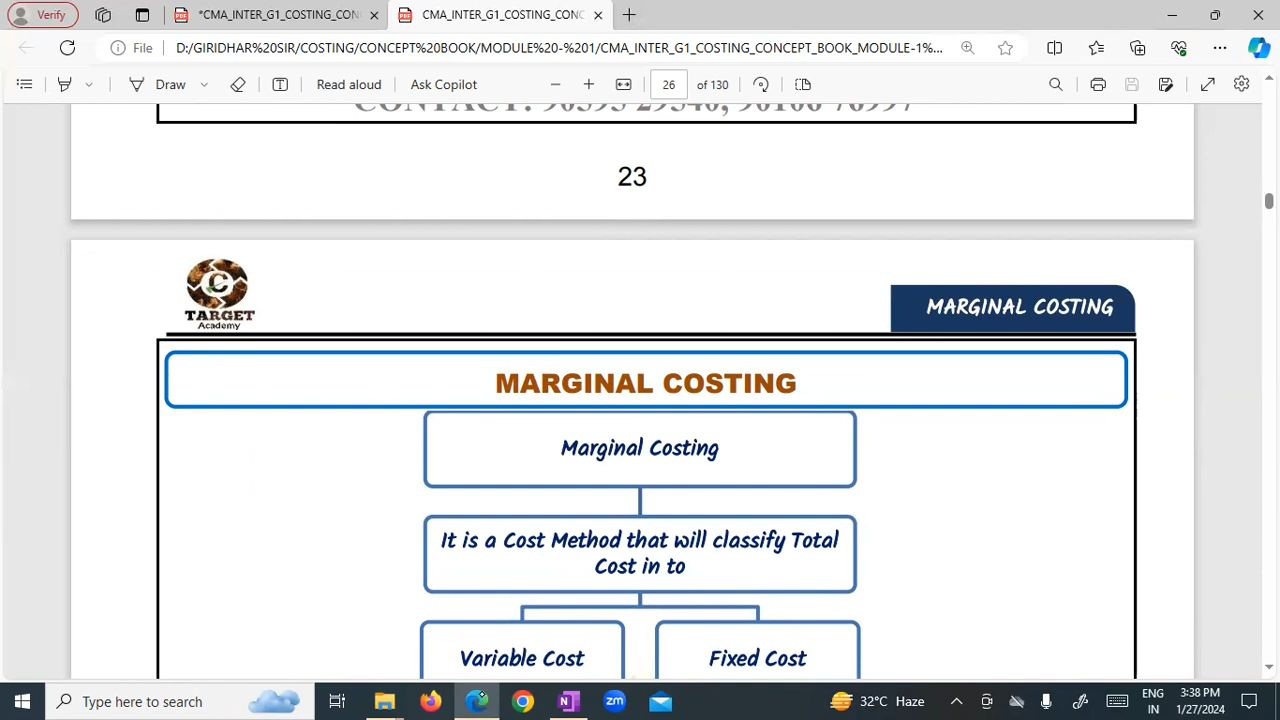 Verify
*CMA_INTER_G1_COSTING_CON
CMA_INTER_G1_COSTING_CONC
File
D:/GIRIDHAR%20SIR/COSTING/CONCEPT%20BOOK/MODULE%20-%201/CMA_INTER_G1_COSTING_CONCEPT_BOOK_MODULE-1%...
Draw
Read aloud
Ask Copilot
26
of 130
23
TARGET
Academy
MARGINAL COSTING
MARGINAL COSTING
Marginal Costing
It is a Cost Method that will classify Total
Cost in to
Variable Cost
Fixed Cost
Type here to search
32°C Haze
ENG
IN
3:38 PM
1/27/2024